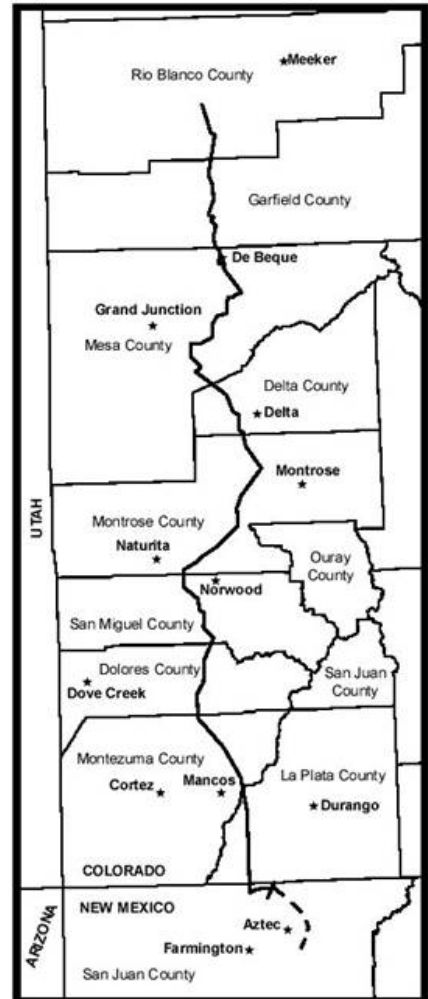 Meeker
Rio Blanco County
Garfield County
De Beque
Grand Junction
Mesa County
Delta County
Delta
Montrose
UTAH
Montrose County
Naturita
Ouray
County
Norwood
San Miguel County
Dolores County
San Juan
County
Dove Creek
Montezuma County
La Plata County
Cortez
Mancos
Durango
COLORADO
NEW MEXICO
ARIZONA
Aztec
Farmington
San Juan County